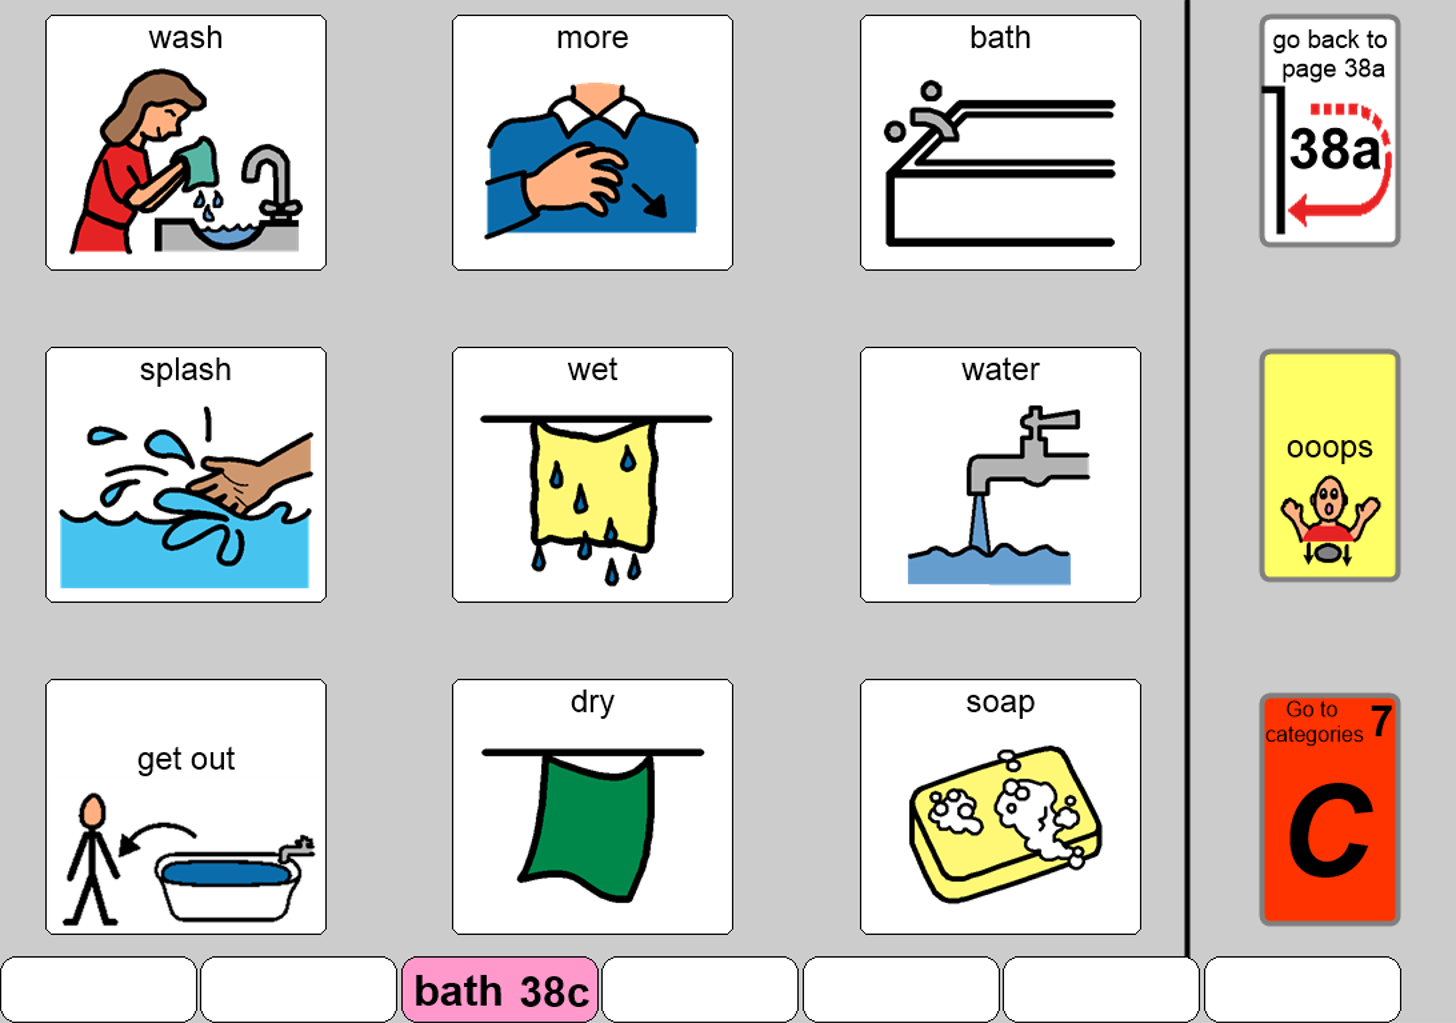 wash
more
bath
go back to
page 38a
38a
splash
wet
water
ooops
get out
dry
soap
Go to
categories 7
C
bath 38c